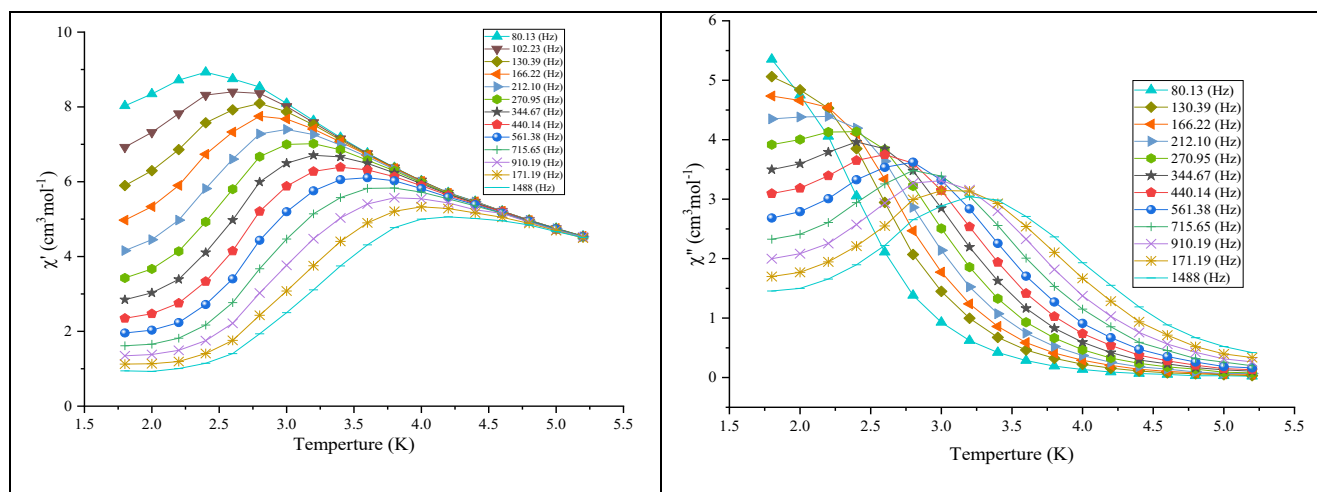 10
8
6
4
2
0
χ' (cm³ mol⁻¹)
1.5 2.0 2.5 3.0 3.5 4.0 4.5 5.0 5.5
Temperture (K)
80.13 (Hz)
102.23 (Hz)
130.39 (Hz)
166.22 (Hz)
212.10 (Hz)
270.95 (Hz)
344.67 (Hz)
440.14 (Hz)
561.38 (Hz)
715.65 (Hz)
910.19 (Hz)
171.19 (Hz)
1488 (Hz)
6
5
4
3
2
1
0
χ'' (cm³ mol⁻¹)
1.5 2.0 2.5 3.0 3.5 4.0 4.5 5.0 5.5
Temperture (K)
80.13 (Hz)
130.39 (Hz)
166.22 (Hz)
212.10 (Hz)
270.95 (Hz)
344.67 (Hz)
440.14 (Hz)
561.38 (Hz)
715.65 (Hz)
910.19 (Hz)
171.19 (Hz)
1488 (Hz)